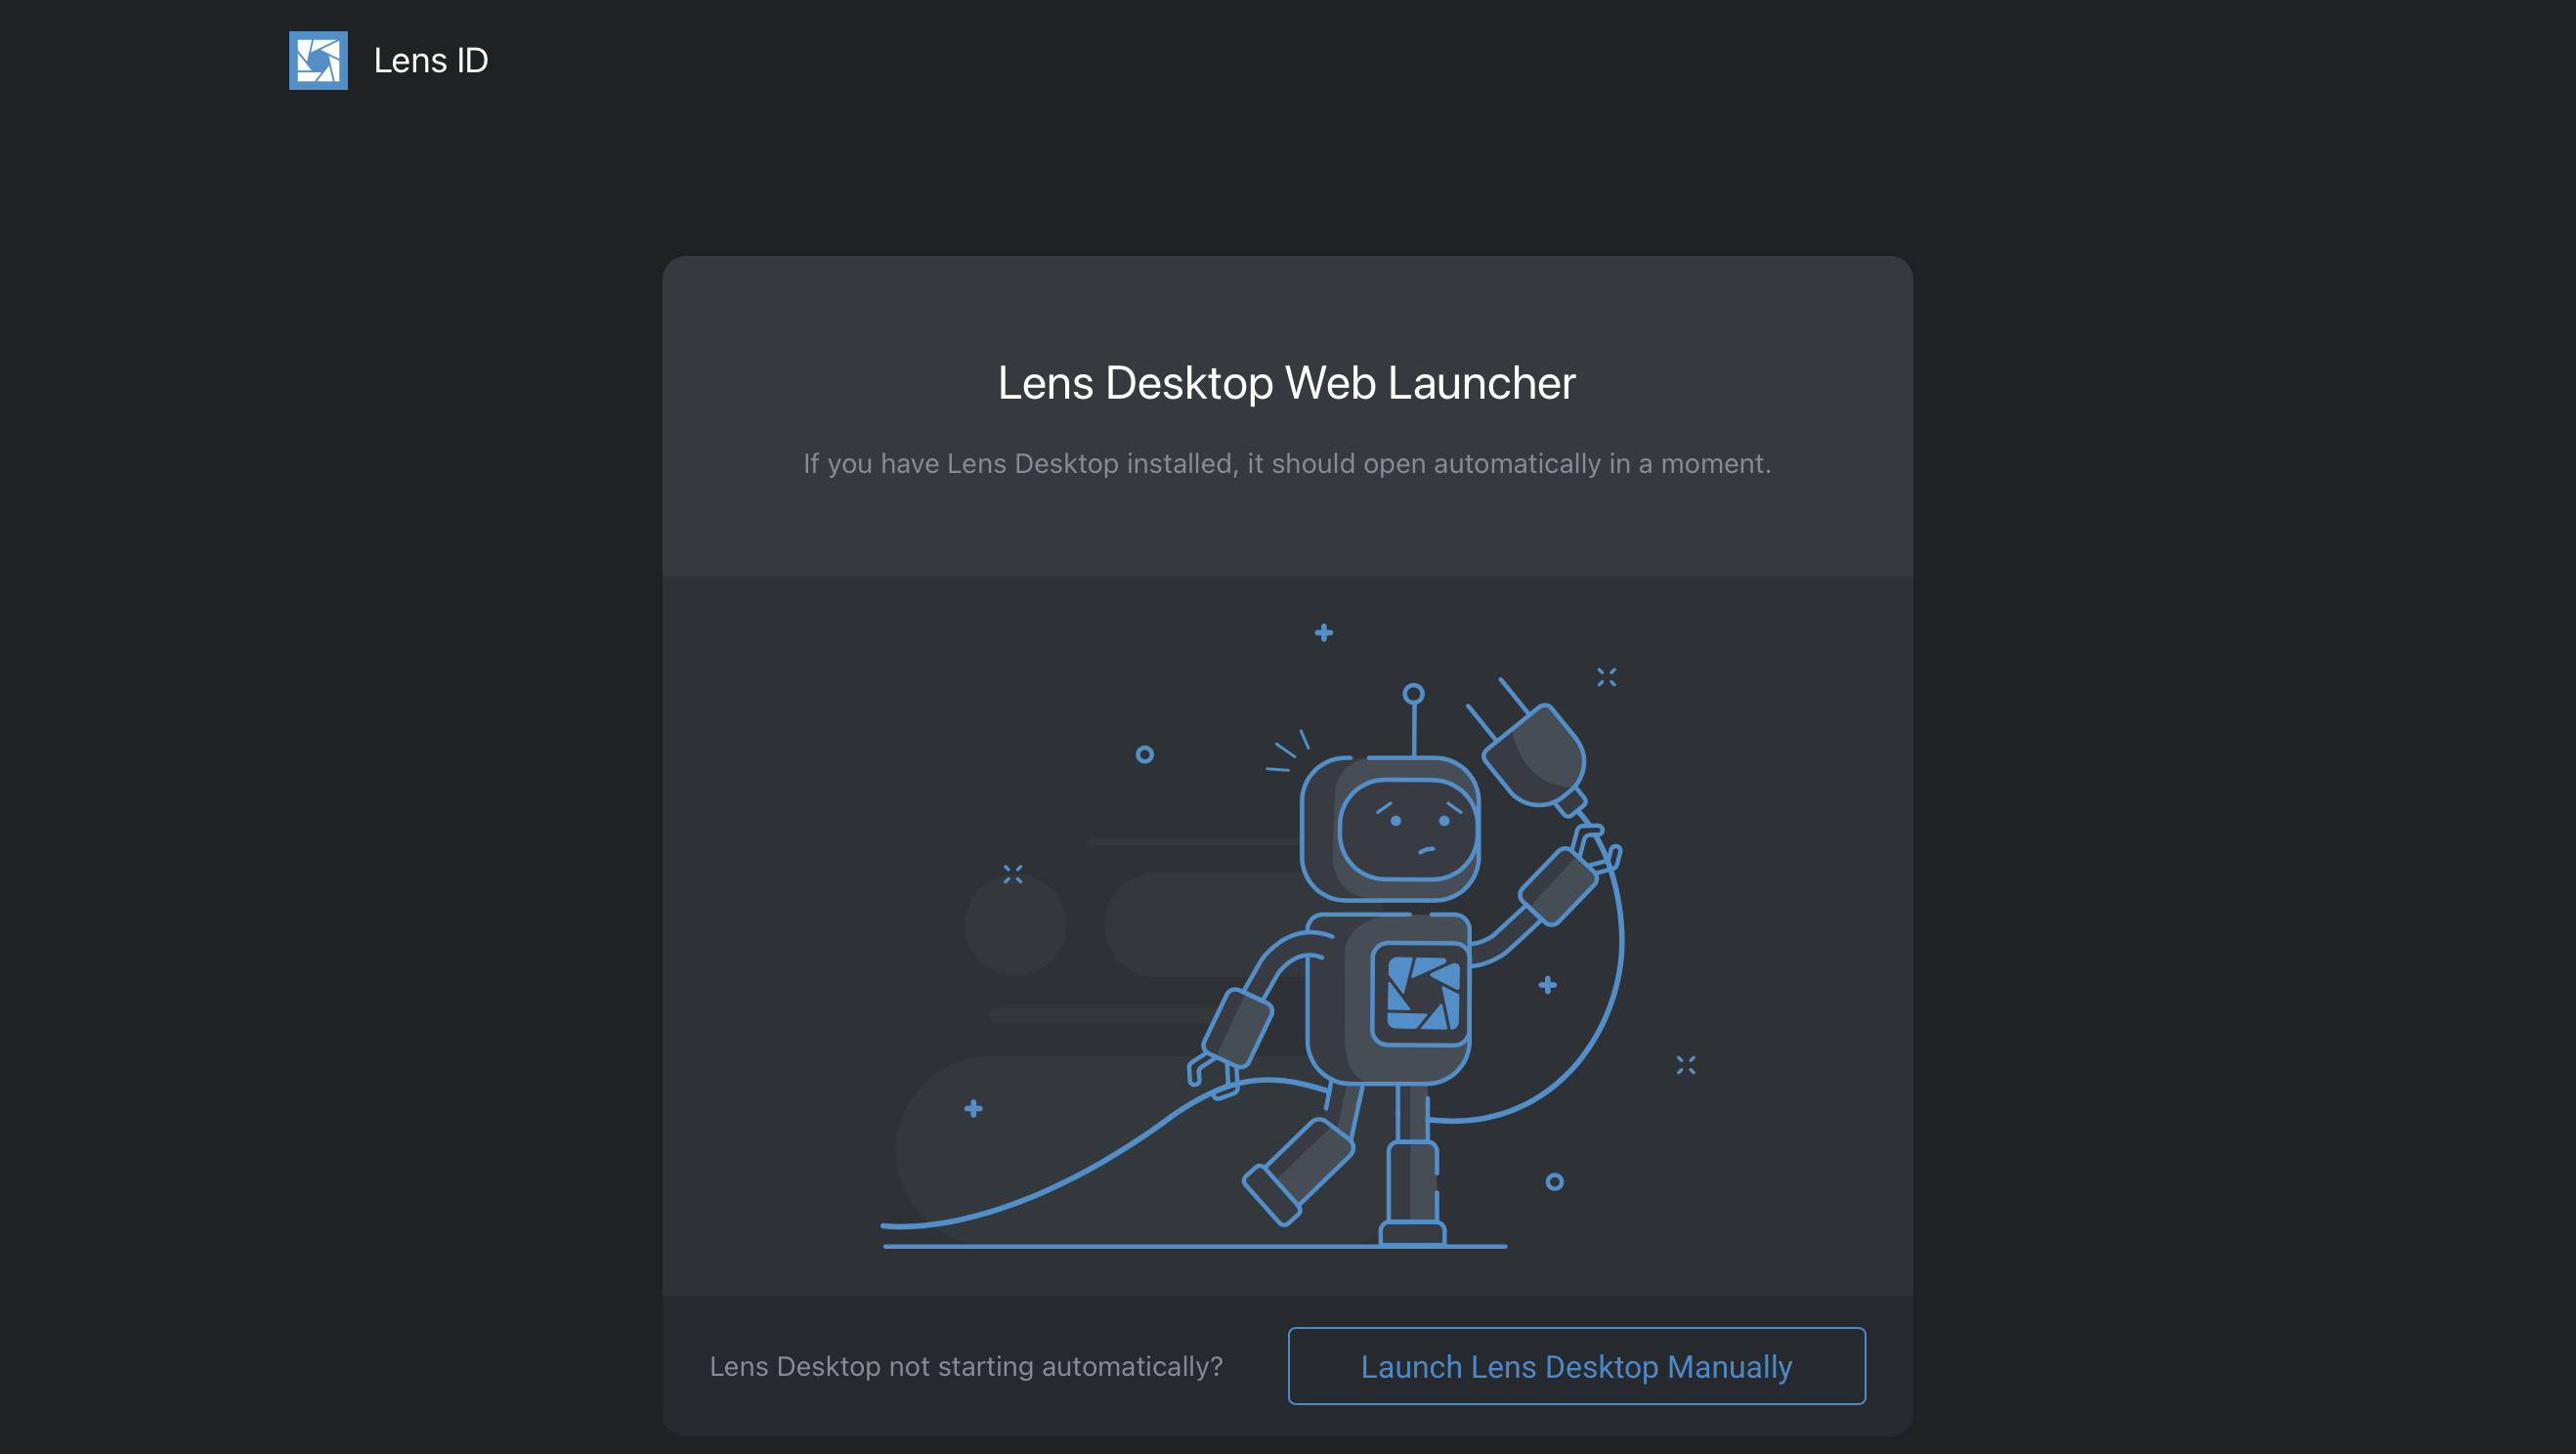 Lens ID
Lens Desktop Web Launcher
If you have Lens Desktop installed, it should open automatically in a moment.
Lens Desktop not starting automatically?
Launch Lens Desktop Manually